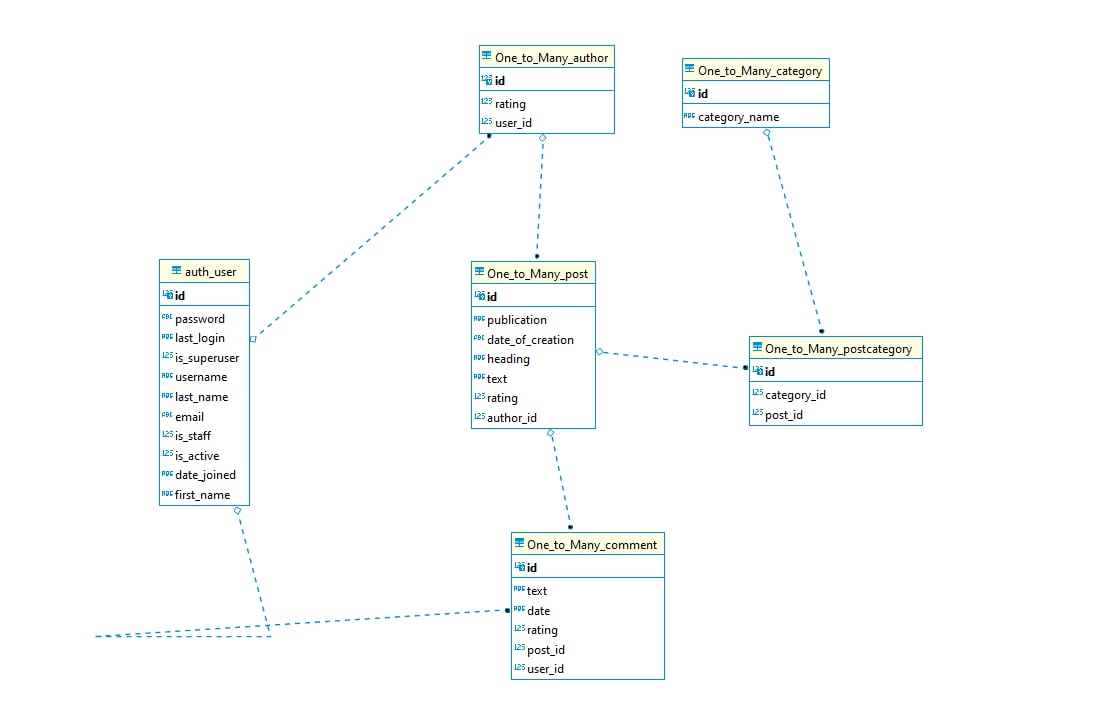 One_to_Many_author
id
rating
user_id
One_to_Many_category
id
category_name
auth_user
id
password
last_login
is_superuser
username
last_name
email
is_staff
is_active
date_joined
first_name
One_to_Many_post
id
publication
date_of_creation
heading
text
rating
author_id
One_to_Many_postcategory
id
category_id
post_id
One_to_Many_comment
id
text
date
rating
post_id
user_id